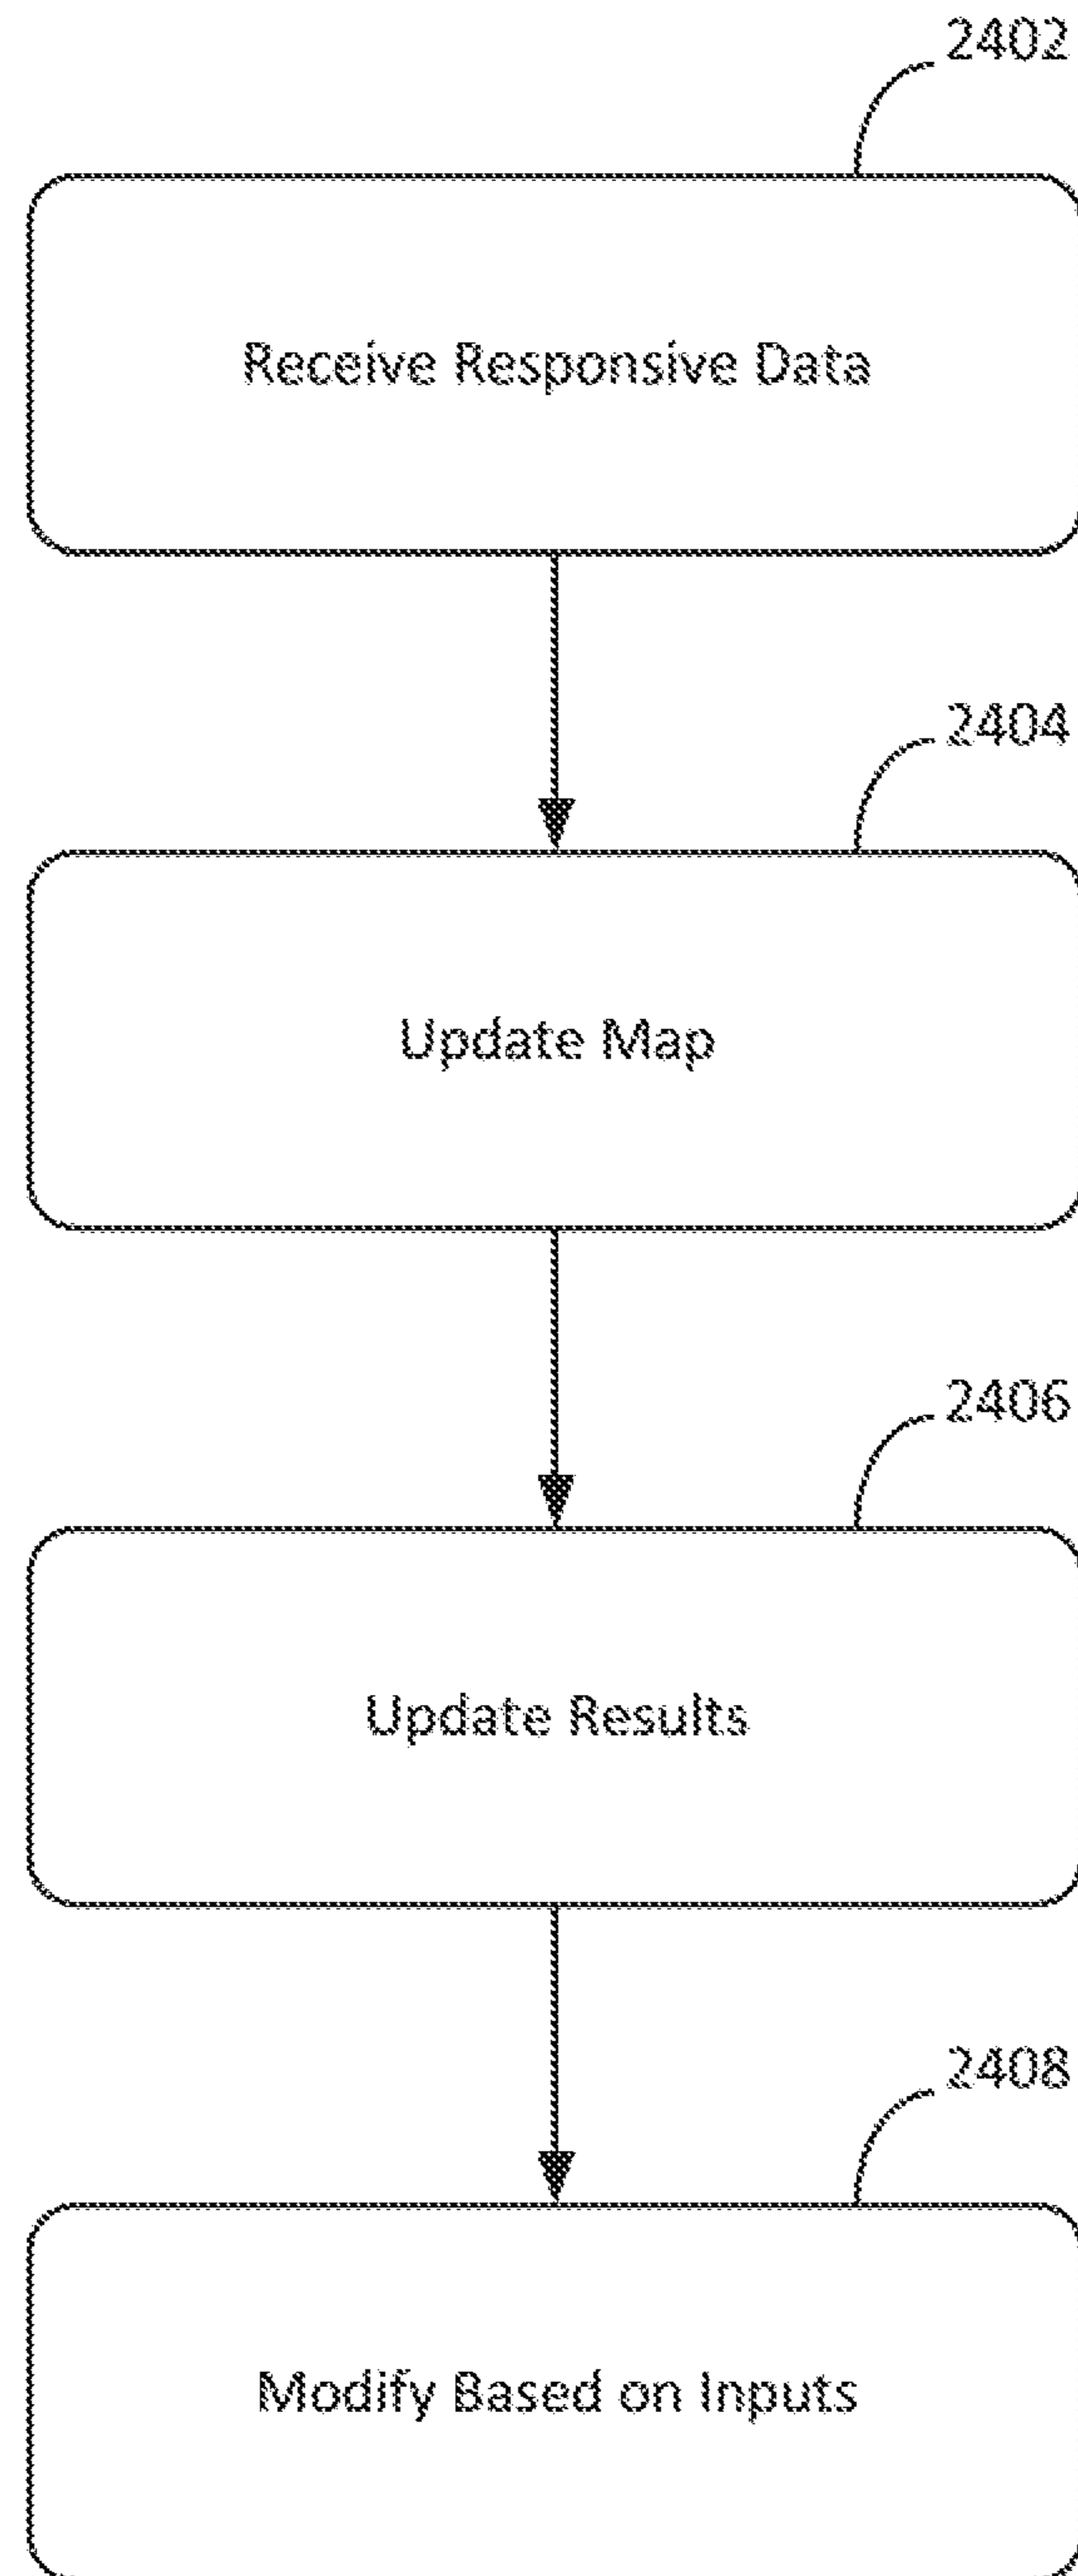 2402
Receive Responsive Data
2404
Update Map
2406
Update Results
2408
Modify Based on Inputs